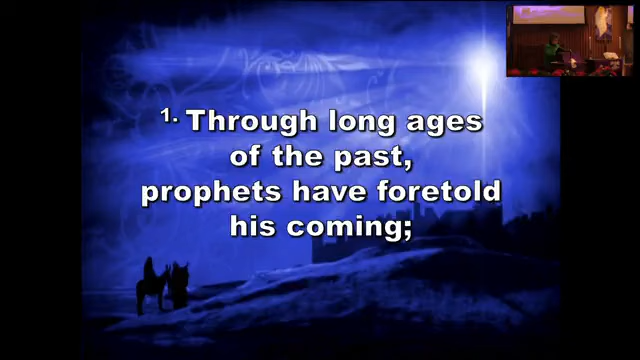 1. Through long ages
of the past,
prophets have foretold
his coming;